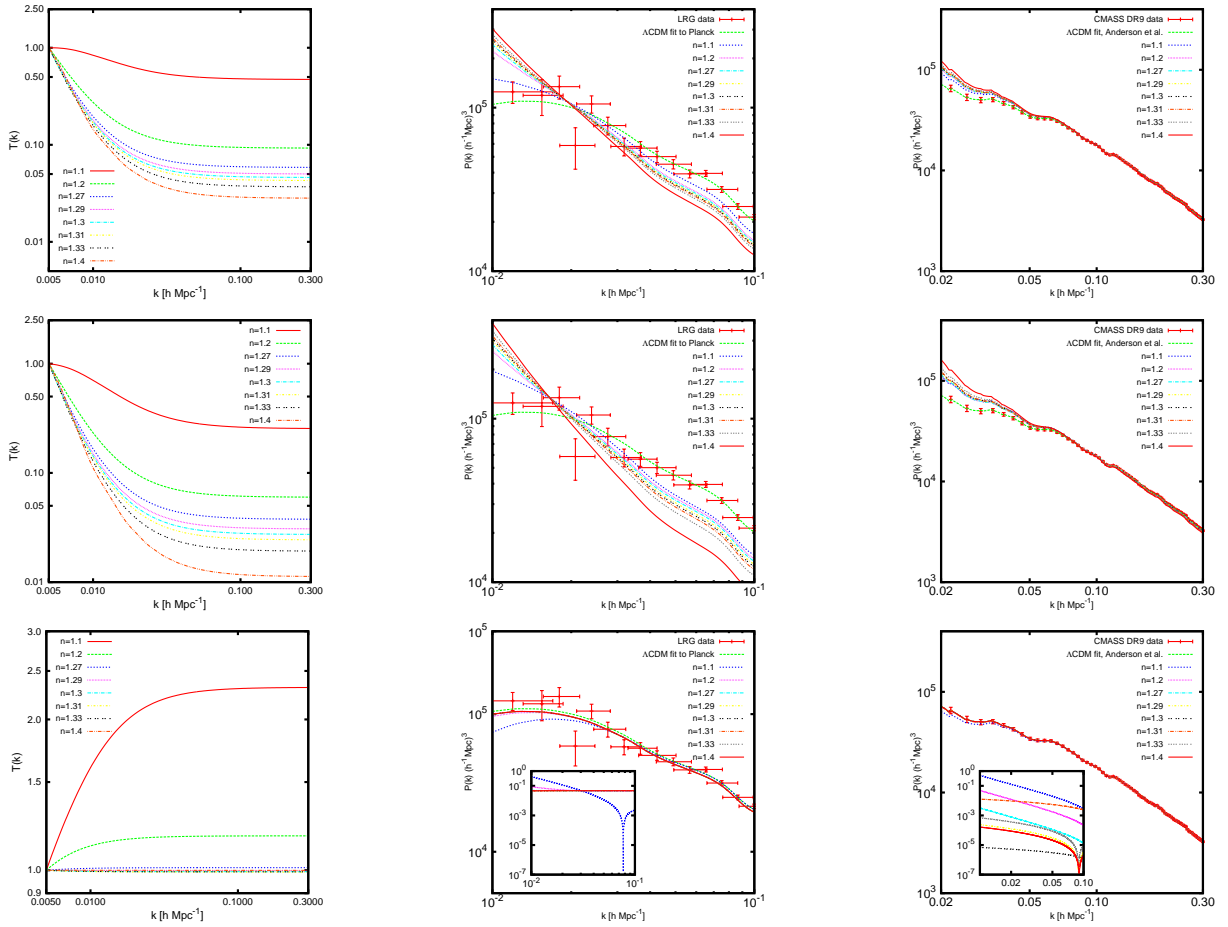 2.50
1.00
0.50
0.10
0.05
0.01
T(k)
n=1.1
n=1.2
n=1.27
n=1.29
n=1.3
n=1.31
n=1.33
n=1.4
0.005 0.010 0.100 0.300
k [h Mpc⁻¹]
10⁵
10⁴
P(k) (h⁻¹Mpc)³
LRG data
ΛCDM fit to Planck
n=1.1
n=1.2
n=1.27
n=1.29
n=1.3
n=1.31
n=1.33
n=1.4
10⁻² 10⁻¹
k [h Mpc⁻¹]
10⁵
10⁴
10³
P(k) (h⁻¹Mpc)³
CMASS DR9 data
ΛCDM fit, Anderson et al.
n=1.1
n=1.2
n=1.27
n=1.29
n=1.3
n=1.31
n=1.33
n=1.4
0.02 0.05 0.10 0.30
k [h Mpc⁻¹]
2.50
1.00
0.50
0.10
0.05
0.01
T(k)
n=1.1
n=1.2
n=1.27
n=1.29
n=1.3
n=1.31
n=1.33
n=1.4
0.005 0.010 0.100 0.300
k [h Mpc⁻¹]
10⁵
10⁴
P(k) (h⁻¹Mpc)³
LRG data
ΛCDM fit to Planck
n=1.1
n=1.2
n=1.27
n=1.29
n=1.3
n=1.31
n=1.33
n=1.4
10⁻² 10⁻¹
k [h Mpc⁻¹]
10⁵
10⁴
10³
P(k) (h⁻¹Mpc)³
CMASS DR9 data
ΛCDM fit, Anderson et al.
n=1.1
n=1.2
n=1.27
n=1.29
n=1.3
n=1.31
n=1.33
n=1.4
0.02 0.05 0.10 0.30
k [h Mpc⁻¹]
3.0
2.5
2.0
1.5
1.0
0.9
T(k)
n=1.1
n=1.2
n=1.27
n=1.29
n=1.3
n=1.31
n=1.33
n=1.4
0.0050 0.0100 0.1000 0.3000
k [h Mpc⁻¹]
10⁵
10⁵
10⁴
10³
P(k) (h⁻¹Mpc)³
LRG data
ΛCDM fit to Planck
n=1.1
n=1.2
n=1.27
n=1.29
n=1.3
n=1.31
n=1.33
n=1.4
10⁰
10⁻¹
10⁻³
10⁻⁵
10⁻⁷
10⁻² 10⁻¹
10⁻² 10⁻¹
k [h Mpc⁻¹]
10⁵
10⁴
10³
P(k) (h⁻¹Mpc)³
CMASS DR9 data
ΛCDM fit, Anderson et al.
n=1.1
n=1.2
n=1.27
n=1.29
n=1.3
n=1.31
n=1.33
n=1.4
10⁰
10⁻¹
10⁻³
10⁻⁵
10⁻⁷
0.02 0.05 0.10
0.02 0.05 0.10 0.30
k [h Mpc⁻¹]